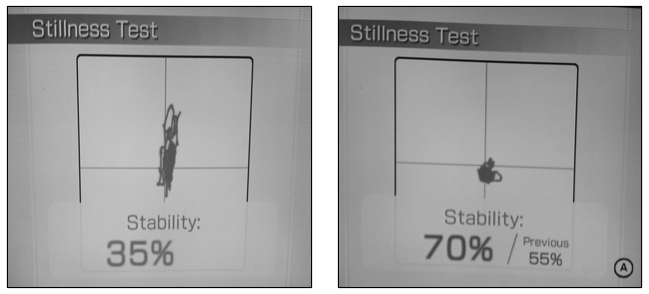 Stillness Test
Stability:
35%
Stillness Test
Stability:
70% / Previous 55%
A